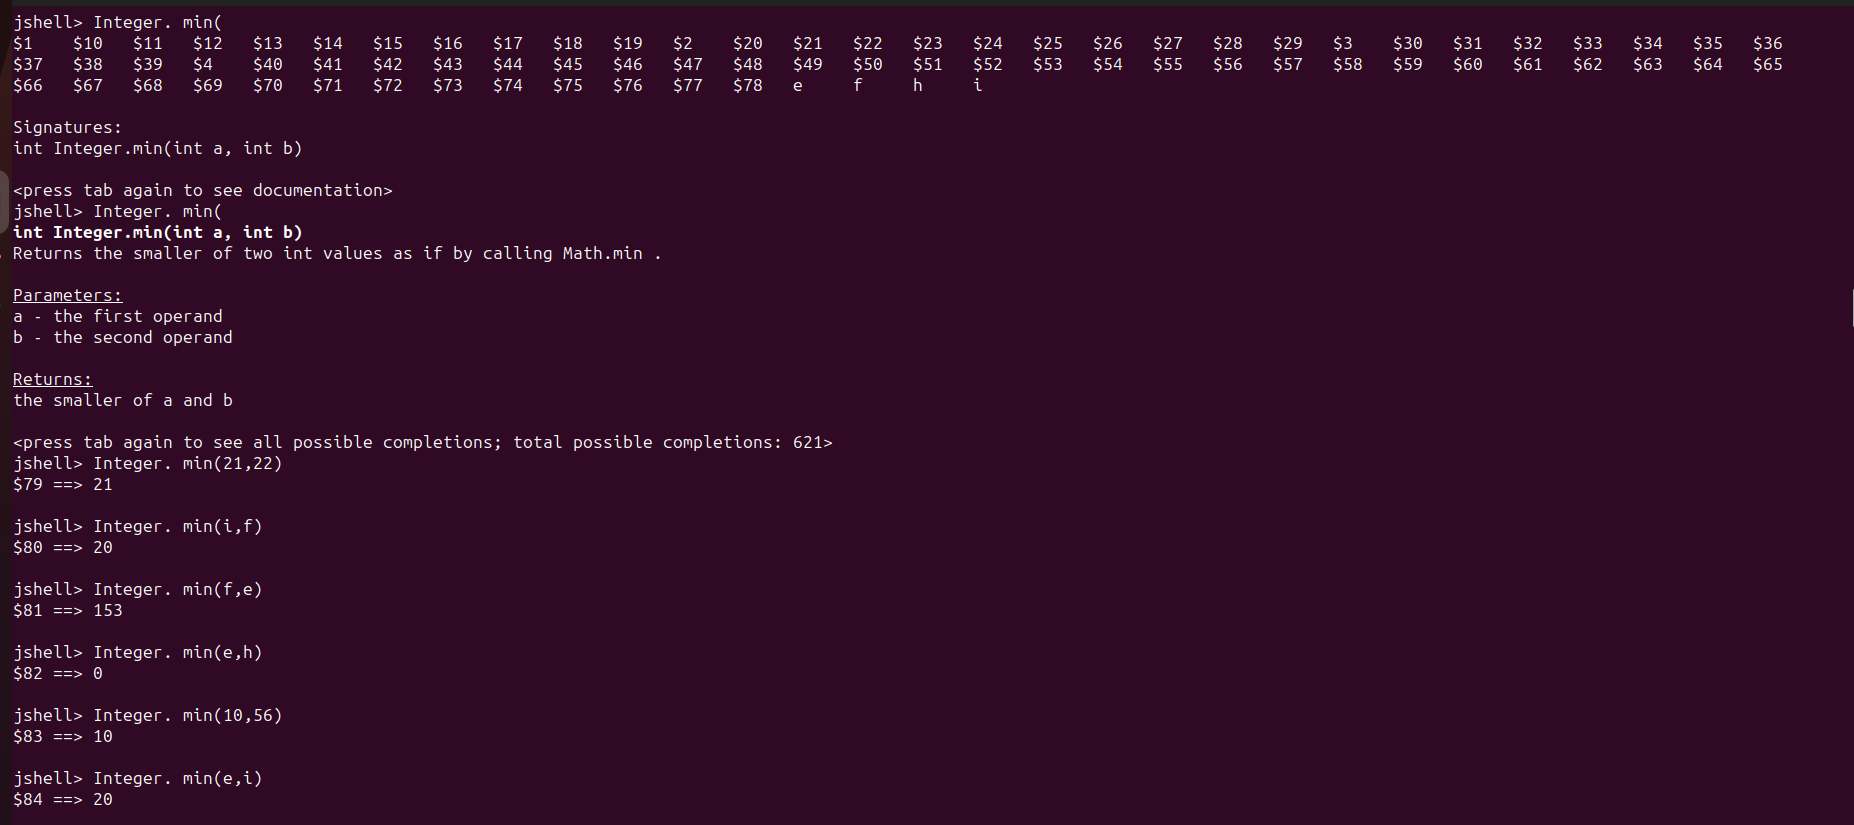 jshell> Integer. min(
$1 $10 $11 $12 $13 $14 $15 $16 $17 $18 $19 $2 $20 $21 $22 $23 $24 $25 $26 $27 $28 $29 $3 $30 $31 $32 $33 $34 $35 $36
$37 $38 $39 $4 $40 $41 $42 $43 $44 $45 $46 $47 $48 $49 $50 $51 $52 $53 $54 $55 $56 $57 $58 $59 $60 $61 $62 $63 $64 $65
$66 $67 $68 $69 $70 $71 $72 $73 $74 $75 $76 $77 $78 e f h i
Signatures:
int Integer.min(int a, int b)
<press tab again to see documentation>
jshell> Integer. min(
int Integer.min(int a, int b)
Returns the smaller of two int values as if by calling Math.min .
Parameters:
a - the first operand
b - the second operand
Returns:
the smaller of a and b
<press tab again to see all possible completions; total possible completions: 621>
jshell> Integer. min(21,22)
$79 ==> 21
jshell> Integer. min(i,f)
$80 ==> 20
jshell> Integer. min(f,e)
$81 ==> 153
jshell> Integer. min(e,h)
$82 ==> 0
jshell> Integer. min(10,56)
$83 ==> 10
jshell> Integer. min(e,i)
$84 ==> 20